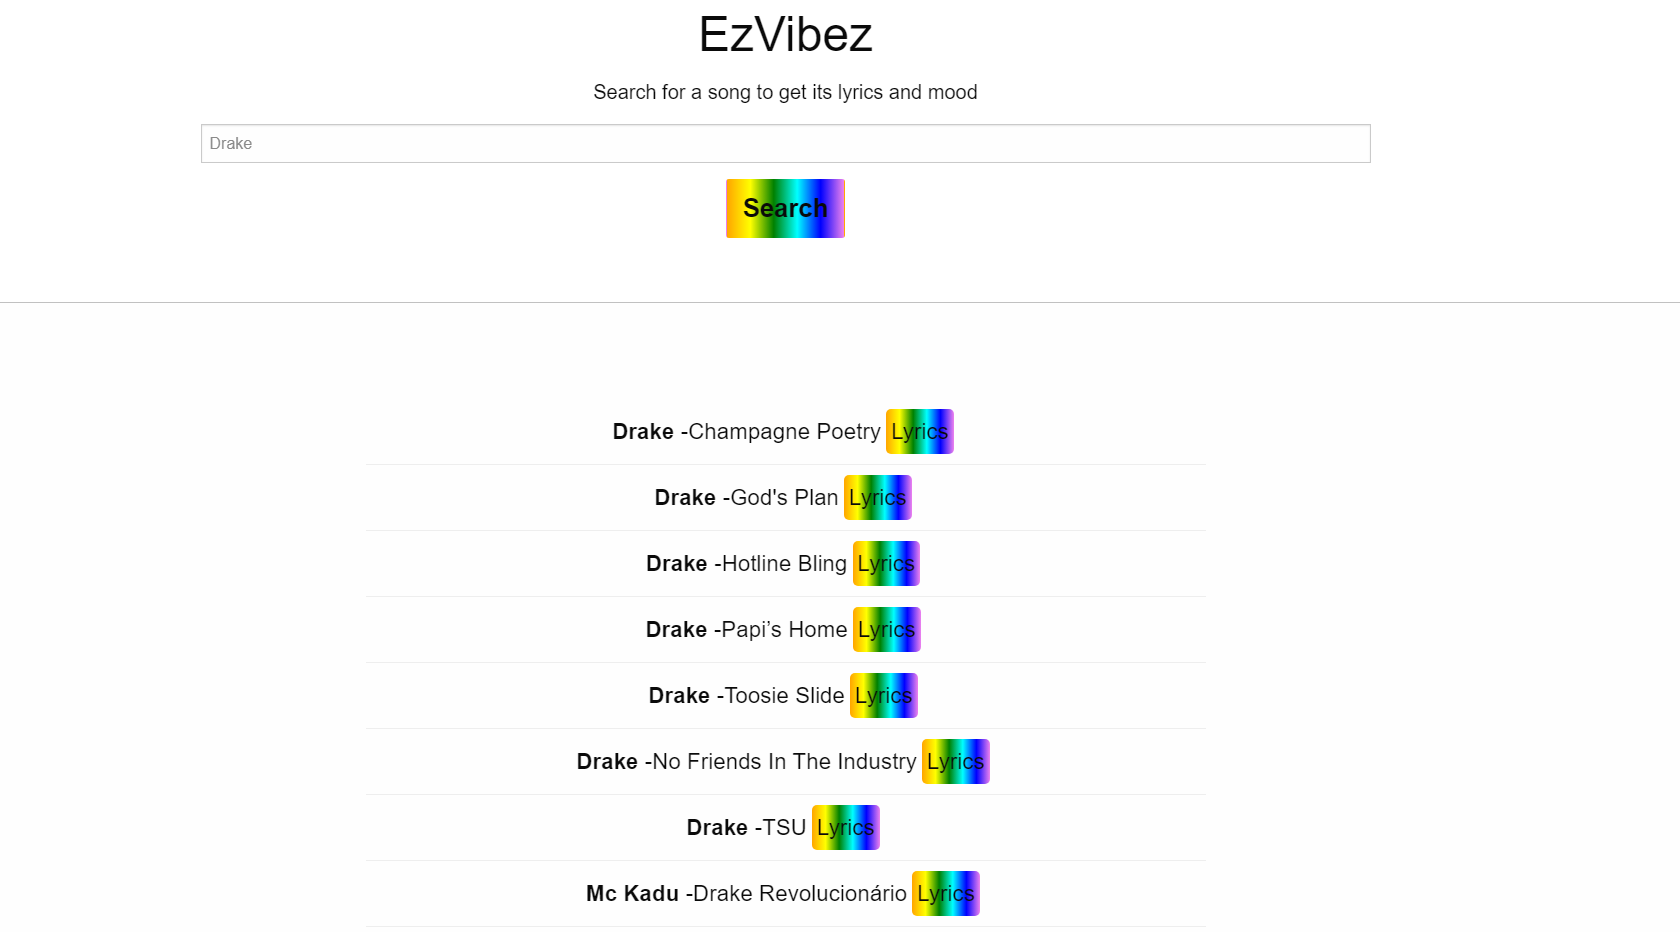 EzVibez
Search for a song to get its lyrics and mood
Drake
Search
Drake -Champagne Poetry Lyrics
Drake -God's Plan Lyrics
Drake -Hotline Bling Lyrics
Drake -Papi’s Home Lyrics
Drake -Toosie Slide Lyrics
Drake -No Friends In The Industry Lyrics
Drake -TSU Lyrics
Mc Kadu -Drake Revolucionário Lyrics